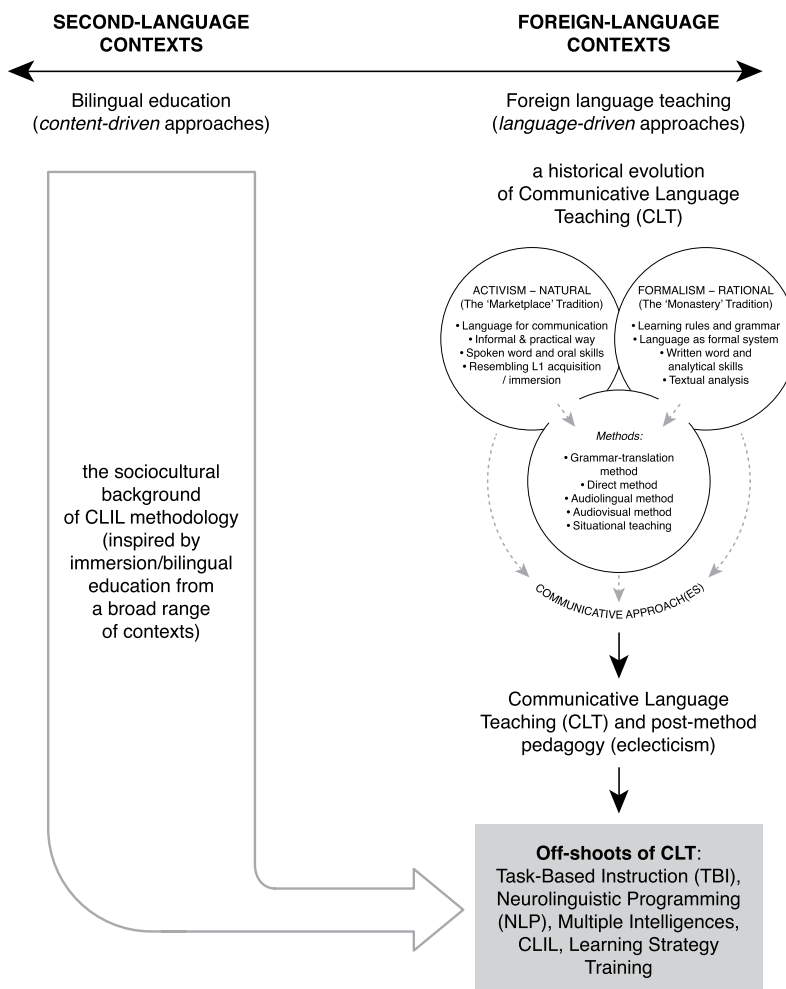 SECOND-LANGUAGE
CONTEXTS
FOREIGN-LANGUAGE
CONTEXTS
Bilingual education
(content-driven approaches)
Foreign language teaching
(language-driven approaches)
a historical evolution
of Communicative Language
Teaching (CLT)
ACTIVISM – NATURAL
(The ‘Marketplace’ Tradition)
• Language for communication
• Informal & practical way
• Spoken word and oral skills
• Resembling L1 acquisition
/ immersion
FORMALISM – RATIONAL
(The ‘Monastery’ Tradition)
• Learning rules and grammar
• Language as formal system
• Written word and
analytical skills
• Textual analysis
Methods:
• Grammar-translation
method
• Direct method
• Audiolingual method
• Audiovisual method
• Situational teaching
COMMUNICATIVE APPROACH(ES)
the sociocultural
background
of CLIL methodology
(inspired by
immersion/bilingual
education from
a broad range
of contexts)
Communicative Language
Teaching (CLT) and post-method
pedagogy (eclecticism)
Off-shoots of CLT:
Task-Based Instruction (TBI),
Neurolinguistic Programming
(NLP), Multiple Intelligences,
CLIL, Learning Strategy
Training